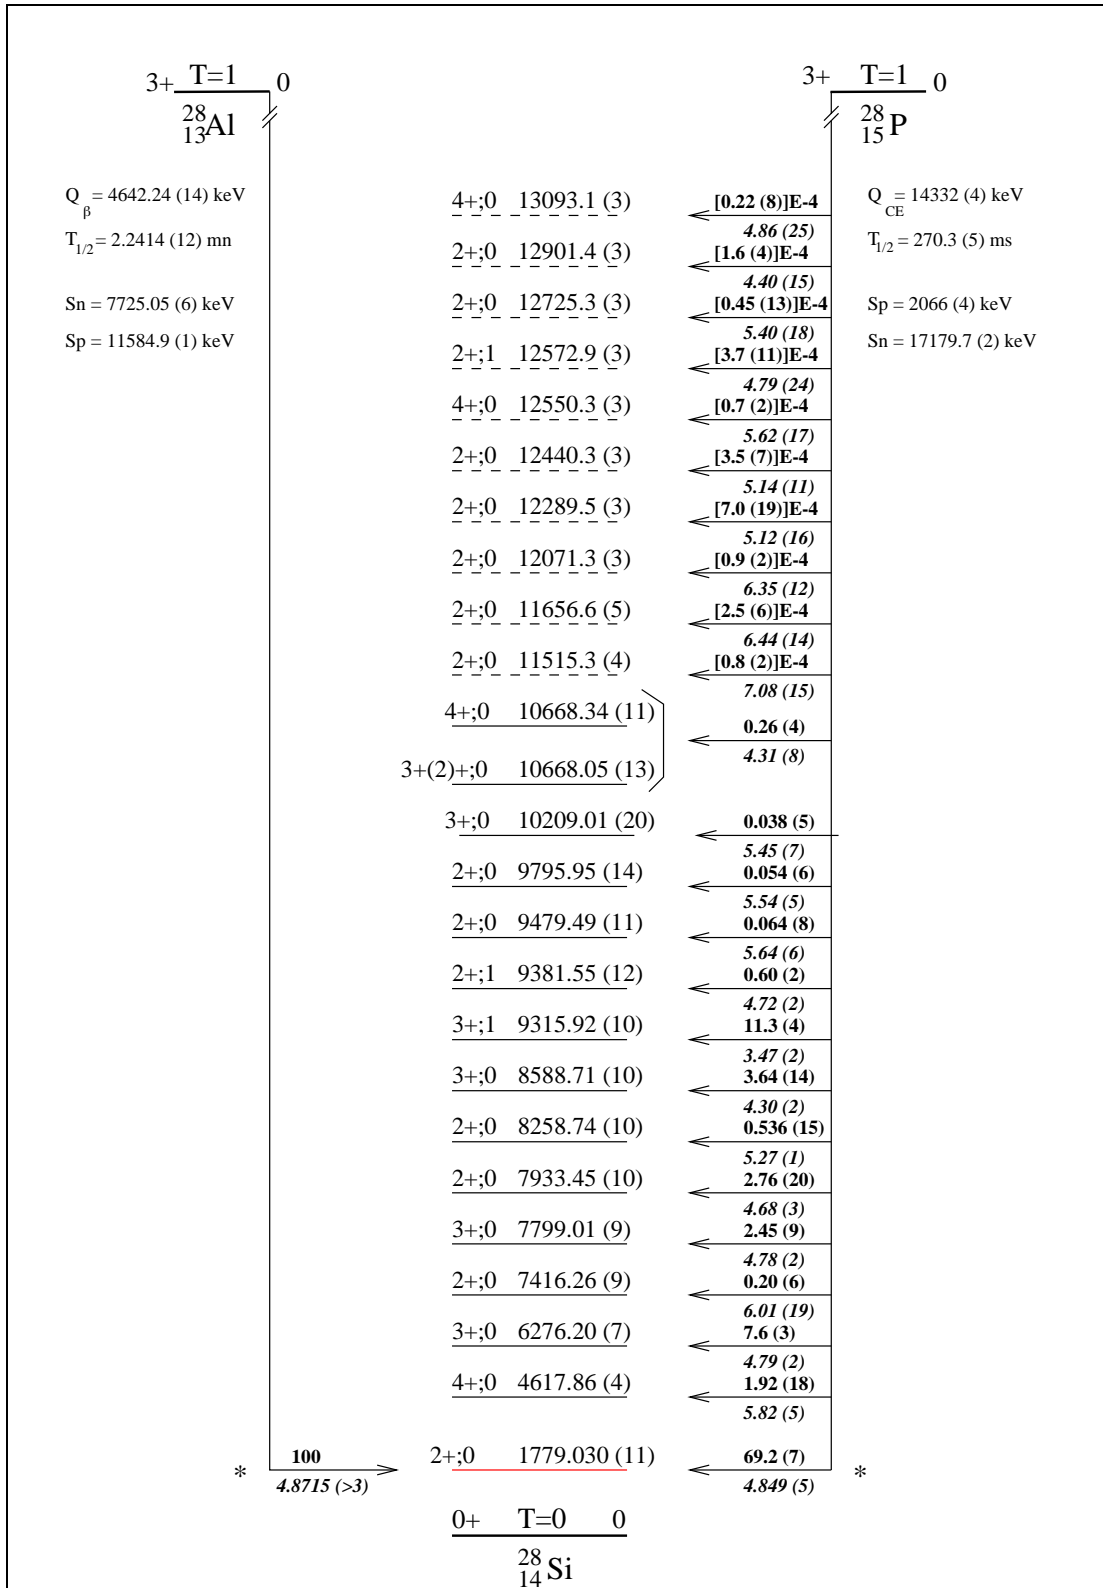 3+ T=1 0
28
13 Al
3+ T=1 0
28
15 P
Qβ = 4642.24 (14) keV
T1/2 = 2.2414 (12) mn
Sn = 7725.05 (6) keV
Sp = 11584.9 (1) keV
QCE = 14332 (4) keV
T1/2 = 270.3 (5) ms
Sp = 2066 (4) keV
Sn = 17179.7 (2) keV
4+;0 13093.1 (3) [0.22 (8)]E-4
4.86 (25)
2+;0 12901.4 (3) [1.6 (4)]E-4
4.40 (15)
2+;0 12725.3 (3) [0.45 (13)]E-4
5.40 (18)
2+;1 12572.9 (3) [3.7 (11)]E-4
4.79 (24)
4+;0 12550.3 (3) [0.7 (2)]E-4
5.62 (17)
2+;0 12440.3 (3) [3.5 (7)]E-4
5.14 (11)
2+;0 12289.5 (3) [7.0 (19)]E-4
5.12 (16)
2+;0 12071.3 (3) [0.9 (2)]E-4
6.35 (12)
2+;0 11656.6 (5) [2.5 (6)]E-4
6.44 (14)
2+;0 11515.3 (4) [0.8 (2)]E-4
7.08 (15)
4+;0 10668.34 (11)
0.26 (4)
4.31 (8)
3+(2)+;0 10668.05 (13)
3+;0 10209.01 (20) 0.038 (5)
5.45 (7)
2+;0 9795.95 (14) 0.054 (6)
5.54 (5)
2+;0 9479.49 (11) 0.064 (8)
5.64 (6)
2+;1 9381.55 (12) 0.60 (2)
4.72 (2)
3+;1 9315.92 (10) 11.3 (4)
3.47 (2)
3+;0 8588.71 (10) 3.64 (14)
4.30 (2)
2+;0 8258.74 (10) 0.536 (15)
5.27 (1)
2+;0 7933.45 (10) 2.76 (20)
4.68 (3)
3+;0 7799.01 (9) 2.45 (9)
4.78 (2)
2+;0 7416.26 (9) 0.20 (6)
6.01 (19)
3+;0 6276.20 (7) 7.6 (3)
4.79 (2)
4+;0 4617.86 (4) 1.92 (18)
5.82 (5)
* 100 2+;0 1779.030 (11) 69.2 (7) *
4.8715 (>3) 4.849 (5)
0+ T=0 0
28
14 Si